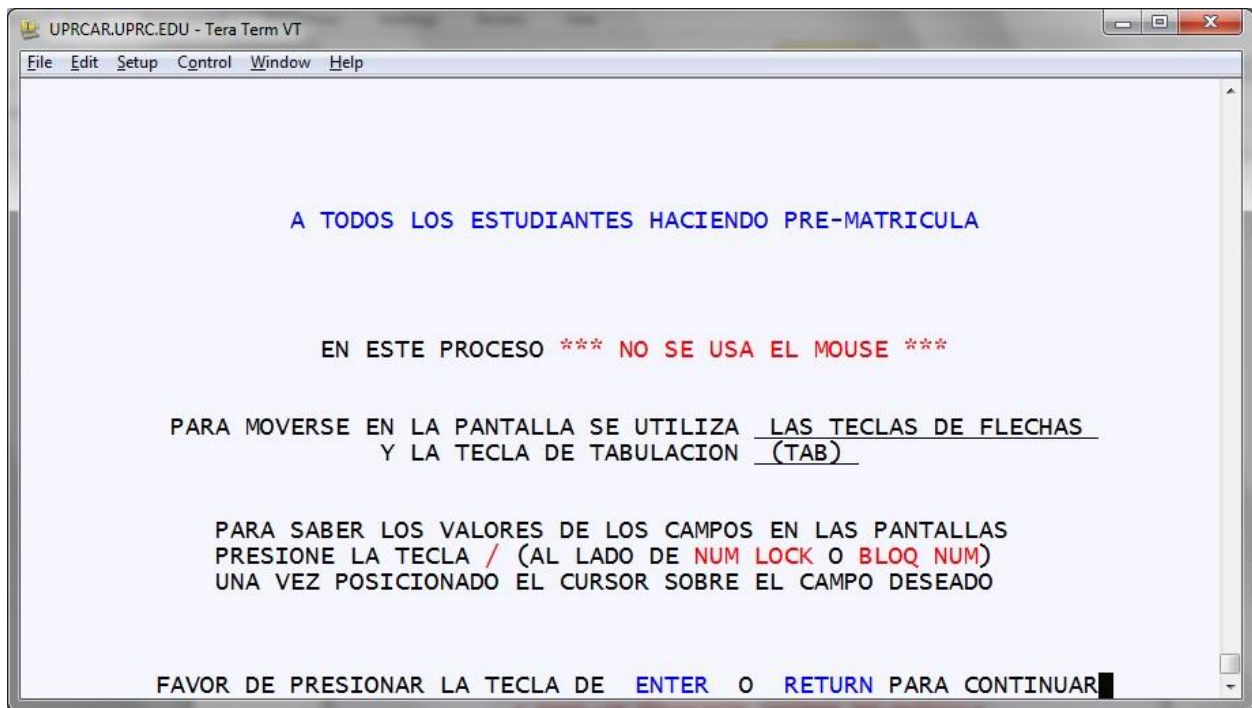 UPRCAR.UPRC.EDU - Tera Term VT
File Edit Setup Control Window Help
A TODOS LOS ESTUDIANTES HACIENDO PRE-MATRICULA
EN ESTE PROCESO *** NO SE USA EL MOUSE ***
PARA MOVERSE EN LA PANTALLA SE UTILIZA LAS TECLAS DE FLECHAS
Y LA TECLA DE TABULACION (TAB)
PARA SABER LOS VALORES DE LOS CAMPOS EN LAS PANTALLAS
PRESIONE LA TECLA / (AL LADO DE NUM LOCK O BLOQ NUM)
UNA VEZ POSICIONADO EL CURSOR SOBRE EL CAMPO DESEADO
FAVOR DE PRESIONAR LA TECLA DE ENTER O RETURN PARA CONTINUAR